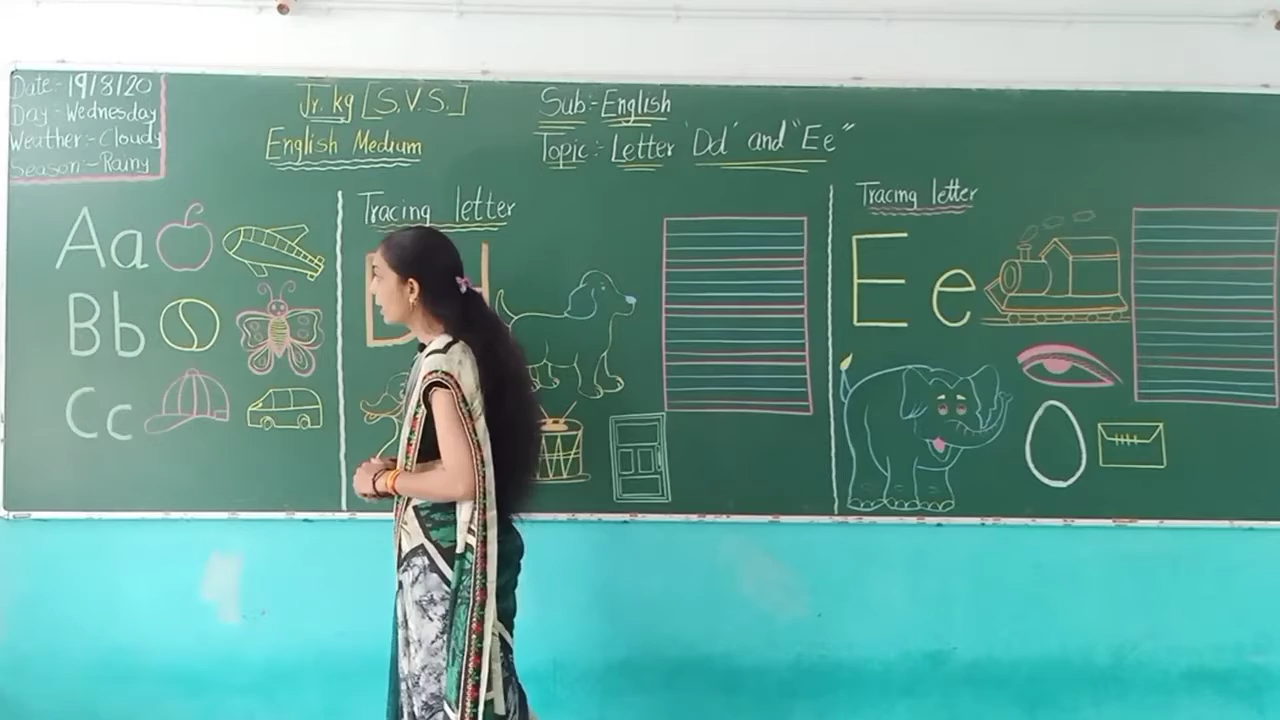 Date:- 19/8/20
Day:- Wednesday
Weather:- Cloudy
Season:- Rainy
Jr. kg [S.V.S.]
English Medium
Sub:- English
Topic:- Letter 'Dd' and "Ee"
Aa
Bb
Cc
Tracing letter
Tracing letter
Ee